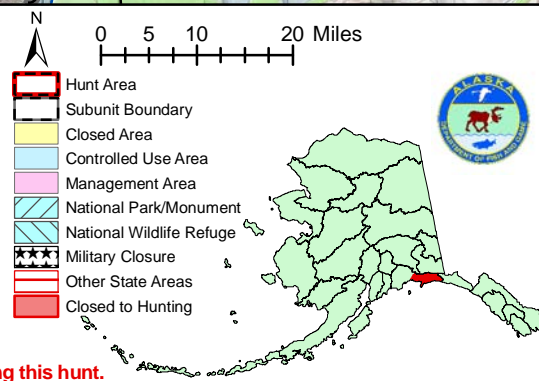 N
0 5 10 20 Miles
Hunt Area
Subunit Boundary
Closed Area
Controlled Use Area
Management Area
National Park/Monument
National Wildlife Refuge
Military Closure
Other State Areas
Closed to Hunting
ALASKA
DEPARTMENT OF FISH AND GAME
ng this hunt.